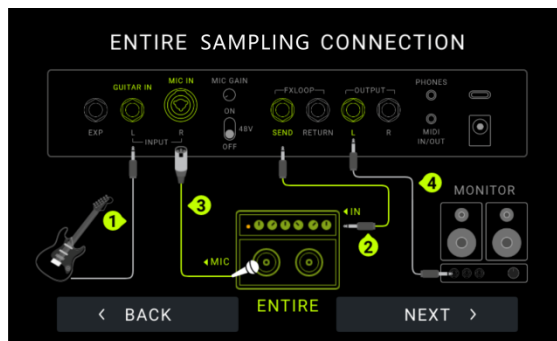 ENTIRE SAMPLING CONNECTION
GUITAR IN
MIC IN
MIC GAIN
FXLOOP
OUTPUT
PHONES
ON
48V
OFF
EXP
L
INPUT
R
SEND
RETURN
L
R
MIDI
IN/OUT
1
3
2
4
IN
MIC
MONITOR
ENTIRE
< BACK
NEXT >